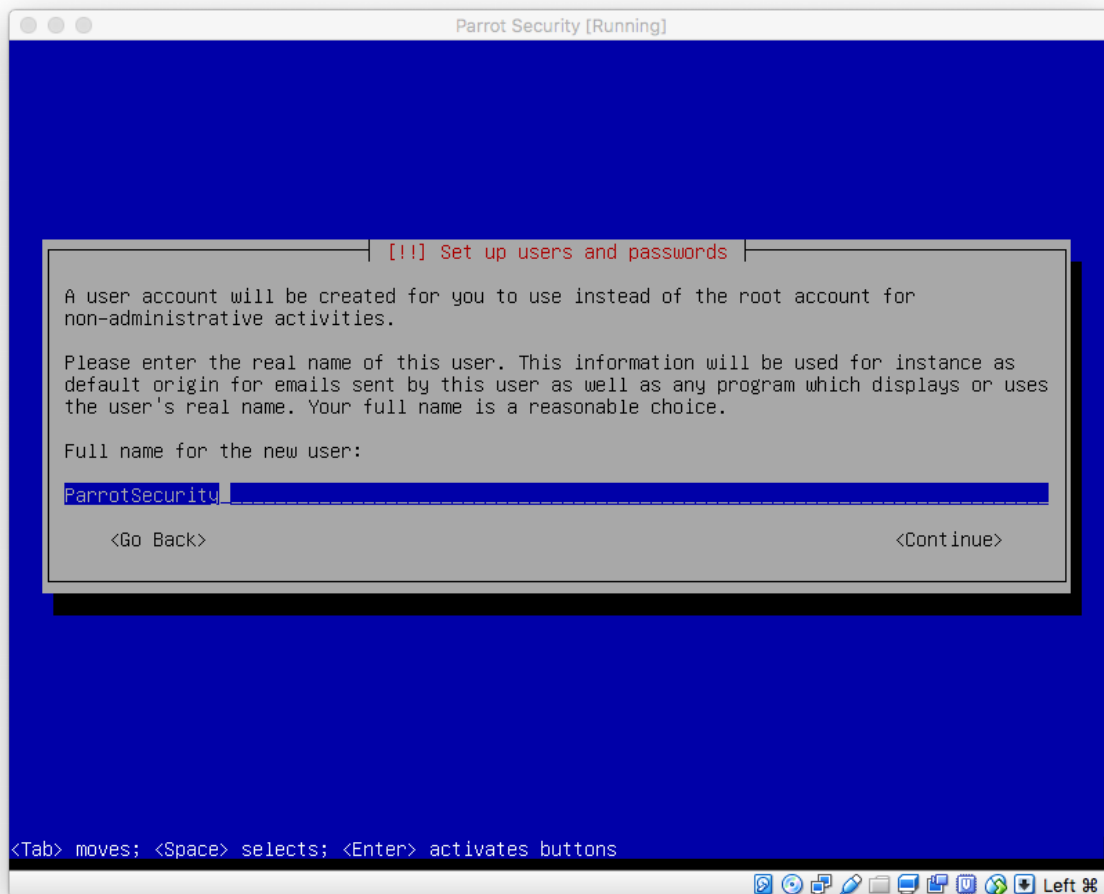 Parrot Security [Running]
[!!] Set up users and passwords
A user account will be created for you to use instead of the root account for
non-administrative activities.
Please enter the real name of this user. This information will be used for instance as
default origin for emails sent by this user as well as any program which displays or uses
the user's real name. Your full name is a reasonable choice.
Full name for the new user:
ParrotSecurity
<Go Back> <Continue>
<Tab> moves; <Space> selects; <Enter> activates buttons
Left ⌘